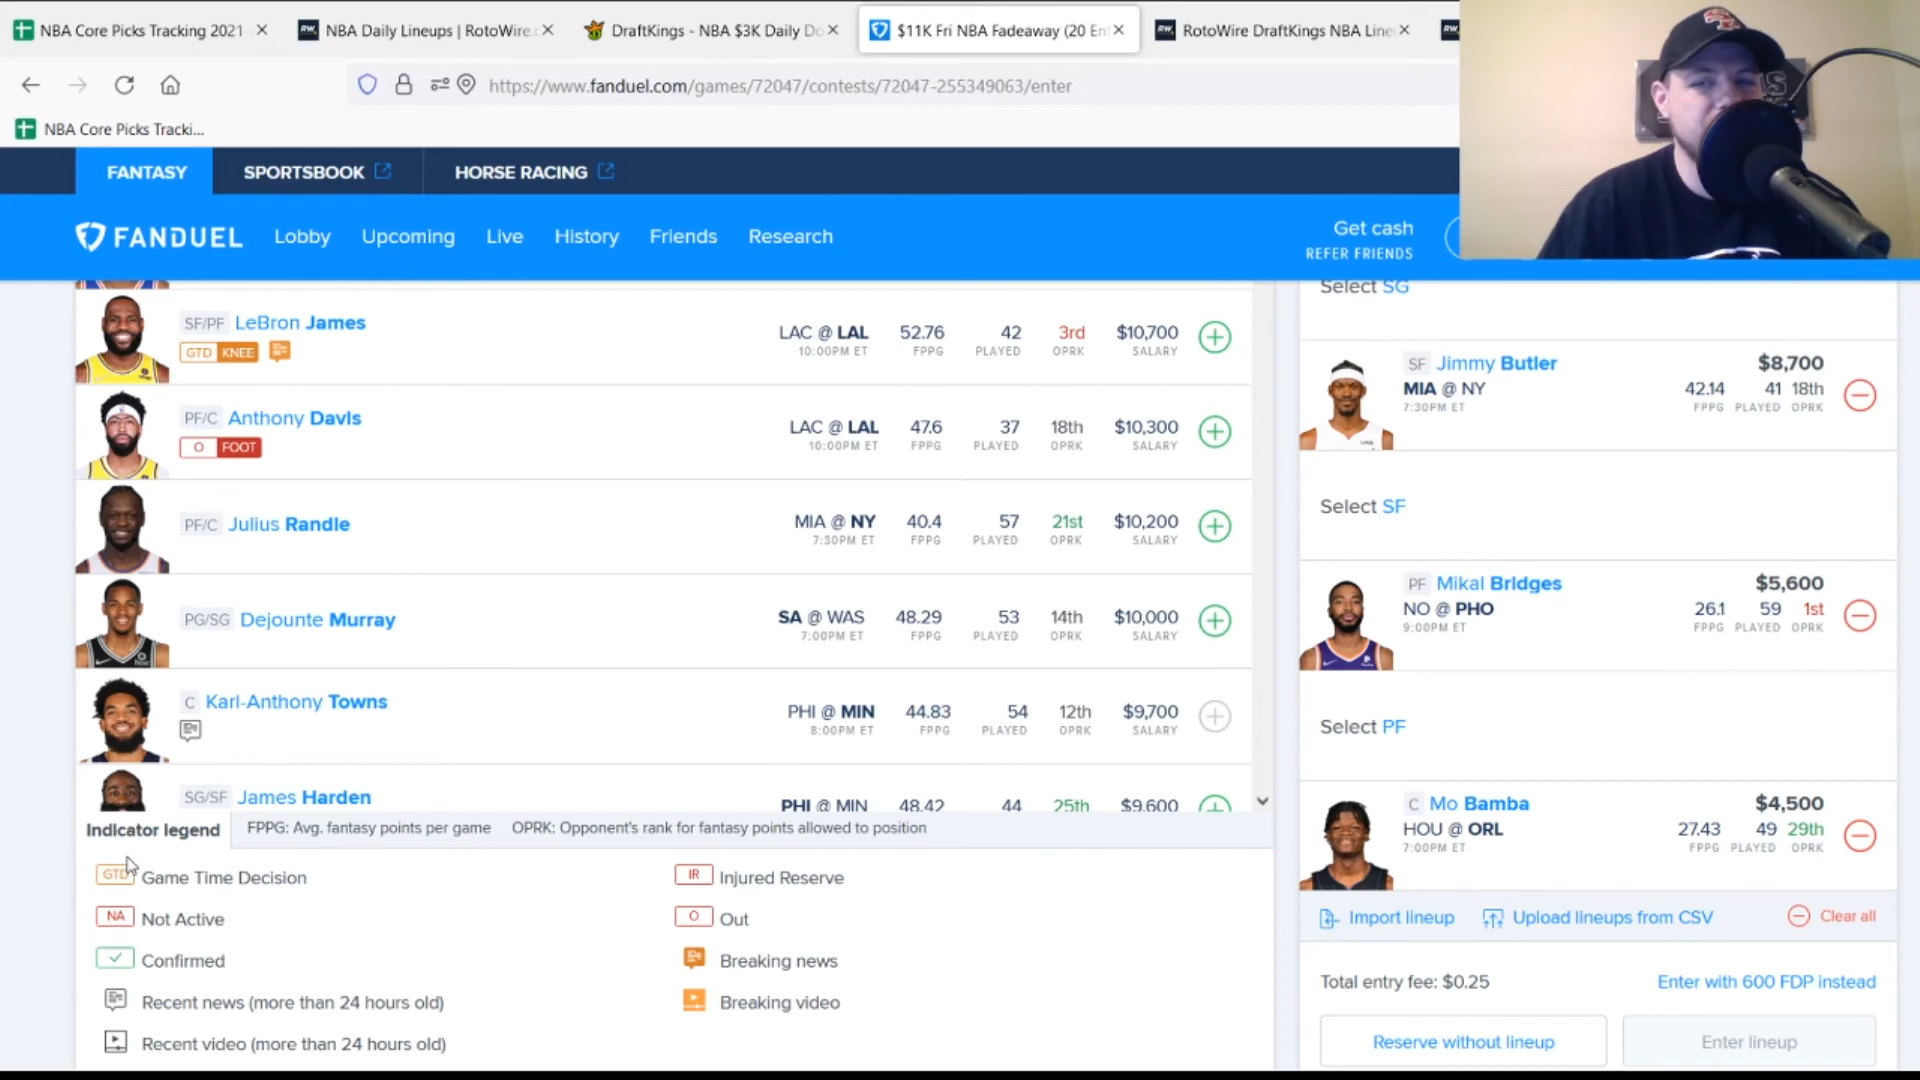 NBA Core Picks Tracking 2021
NBA Daily Lineups | RotoWire.c
DraftKings - NBA $3K Daily Do
$11K Fri NBA Fadeaway (20 Ent
RotoWire DraftKings NBA Line
https://www.fanduel.com/games/72047/contests/72047-255349063/enter
NBA Core Picks Tracki...
FANTASY SPORTSBOOK HORSE RACING
FANDUEL Lobby Upcoming Live History Friends Research
Get cash
REFER FRIENDS
SF/PF LeBron James
GTD KNEE
LAC @ LAL 52.76 42 3rd $10,700
10:00PM ET FPPG PLAYED OPRK SALARY
PF/C Anthony Davis
O FOOT
LAC @ LAL 47.6 37 18th $10,300
10:00PM ET FPPG PLAYED OPRK SALARY
PF/C Julius Randle
MIA @ NY 40.4 57 21st $10,200
7:30PM ET FPPG PLAYED OPRK SALARY
PG/SG Dejounte Murray
SA @ WAS 48.29 53 14th $10,000
7:00PM ET FPPG PLAYED OPRK SALARY
C Karl-Anthony Towns
PHI @ MIN 44.83 54 12th $9,700
8:00PM ET FPPG PLAYED OPRK SALARY
SG/SF James Harden
PHI @ MIN 48.42 44 25th $9,600
Indicator legend FPPG: Avg. fantasy points per game OPRK: Opponent's rank for fantasy points allowed to position
GTD Game Time Decision
NA Not Active
Confirmed
Recent news (more than 24 hours old)
Recent video (more than 24 hours old)
IR Injured Reserve
O Out
Breaking news
Breaking video
Select SG
SF Jimmy Butler $8,700
MIA @ NY 42.14 41 18th
7:30PM ET FPPG PLAYED OPRK
Select SF
PF Mikal Bridges $5,600
NO @ PHO 26.1 59 1st
9:00PM ET FPPG PLAYED OPRK
Select PF
C Mo Bamba $4,500
HOU @ ORL 27.43 49 29th
7:00PM ET FPPG PLAYED OPRK
Import lineup Upload lineups from CSV Clear all
Total entry fee: $0.25 Enter with 600 FDP instead
Reserve without lineup Enter lineup